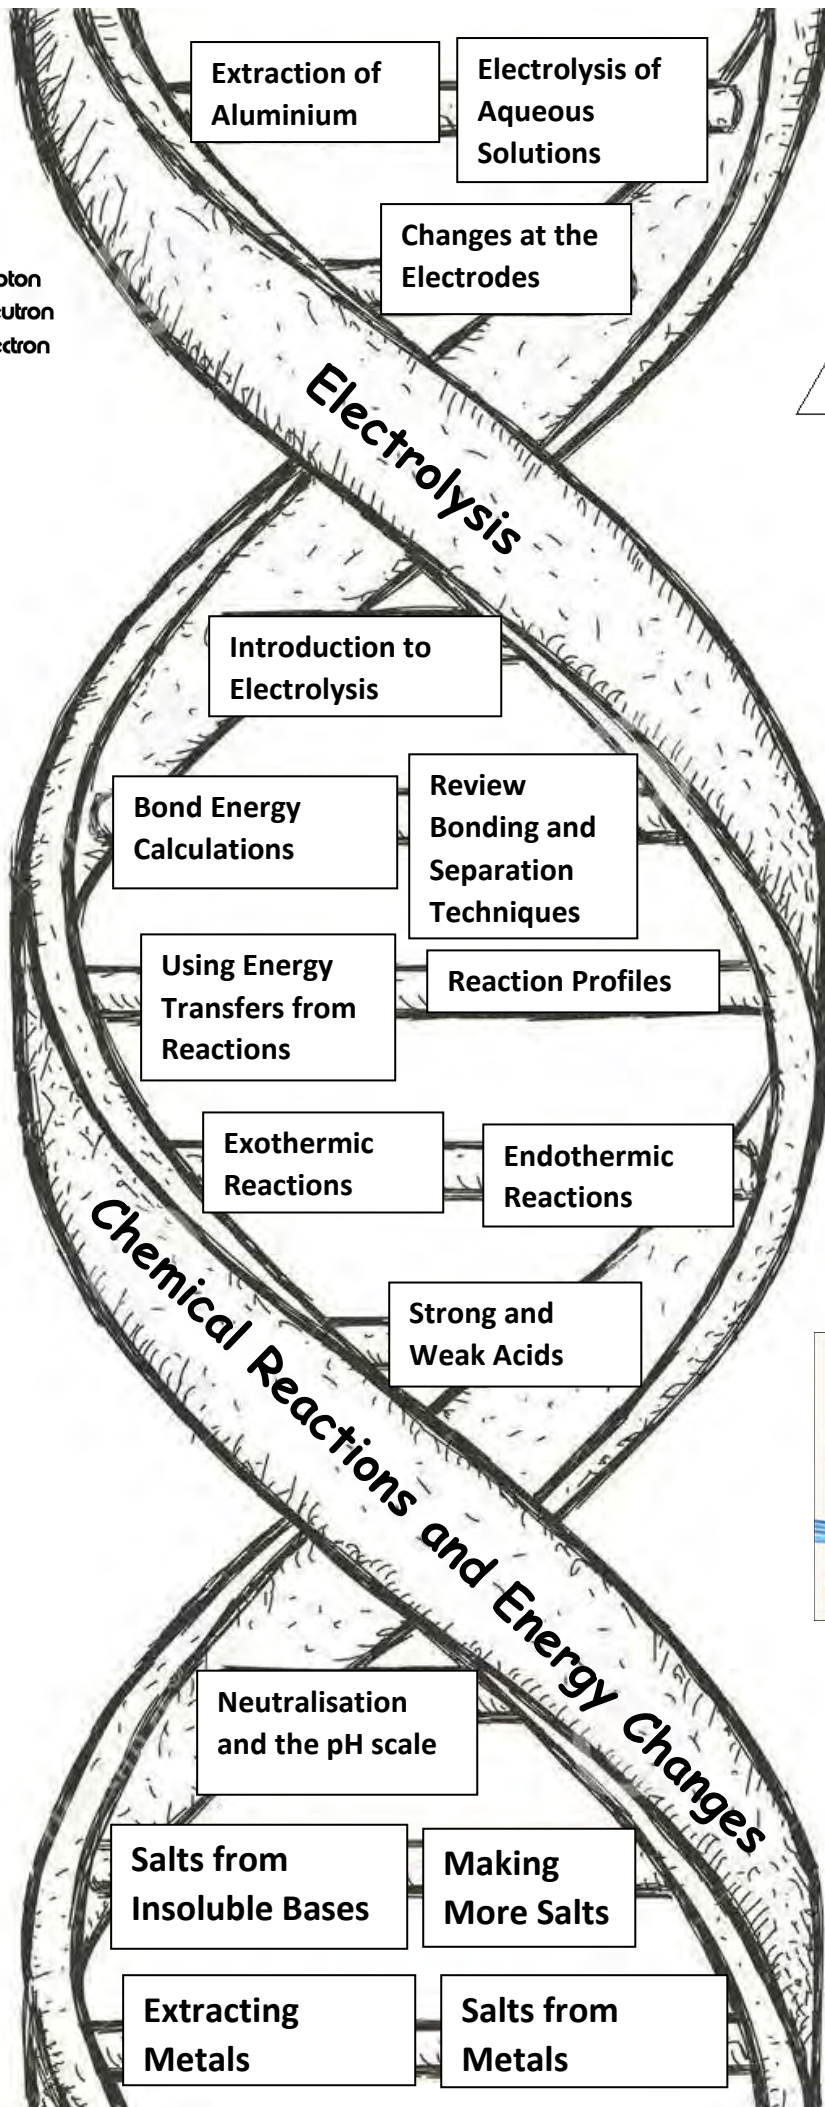 Extraction of
Aluminium
Electrolysis of
Aqueous
Solutions
Changes at the
Electrodes
Electrolysis
Introduction to
Electrolysis
Bond Energy
Calculations
Review
Bonding and
Separation
Techniques
Using Energy
Transfers from
Reactions
Reaction Profiles
Exothermic
Reactions
Endothermic
Reactions
Strong and
Weak Acids
Chemical Reactions and Energy Changes
Neutralisation
and the pH scale
Salts from
Insoluble Bases
Making
More Salts
Extracting
Metals
Salts from
Metals